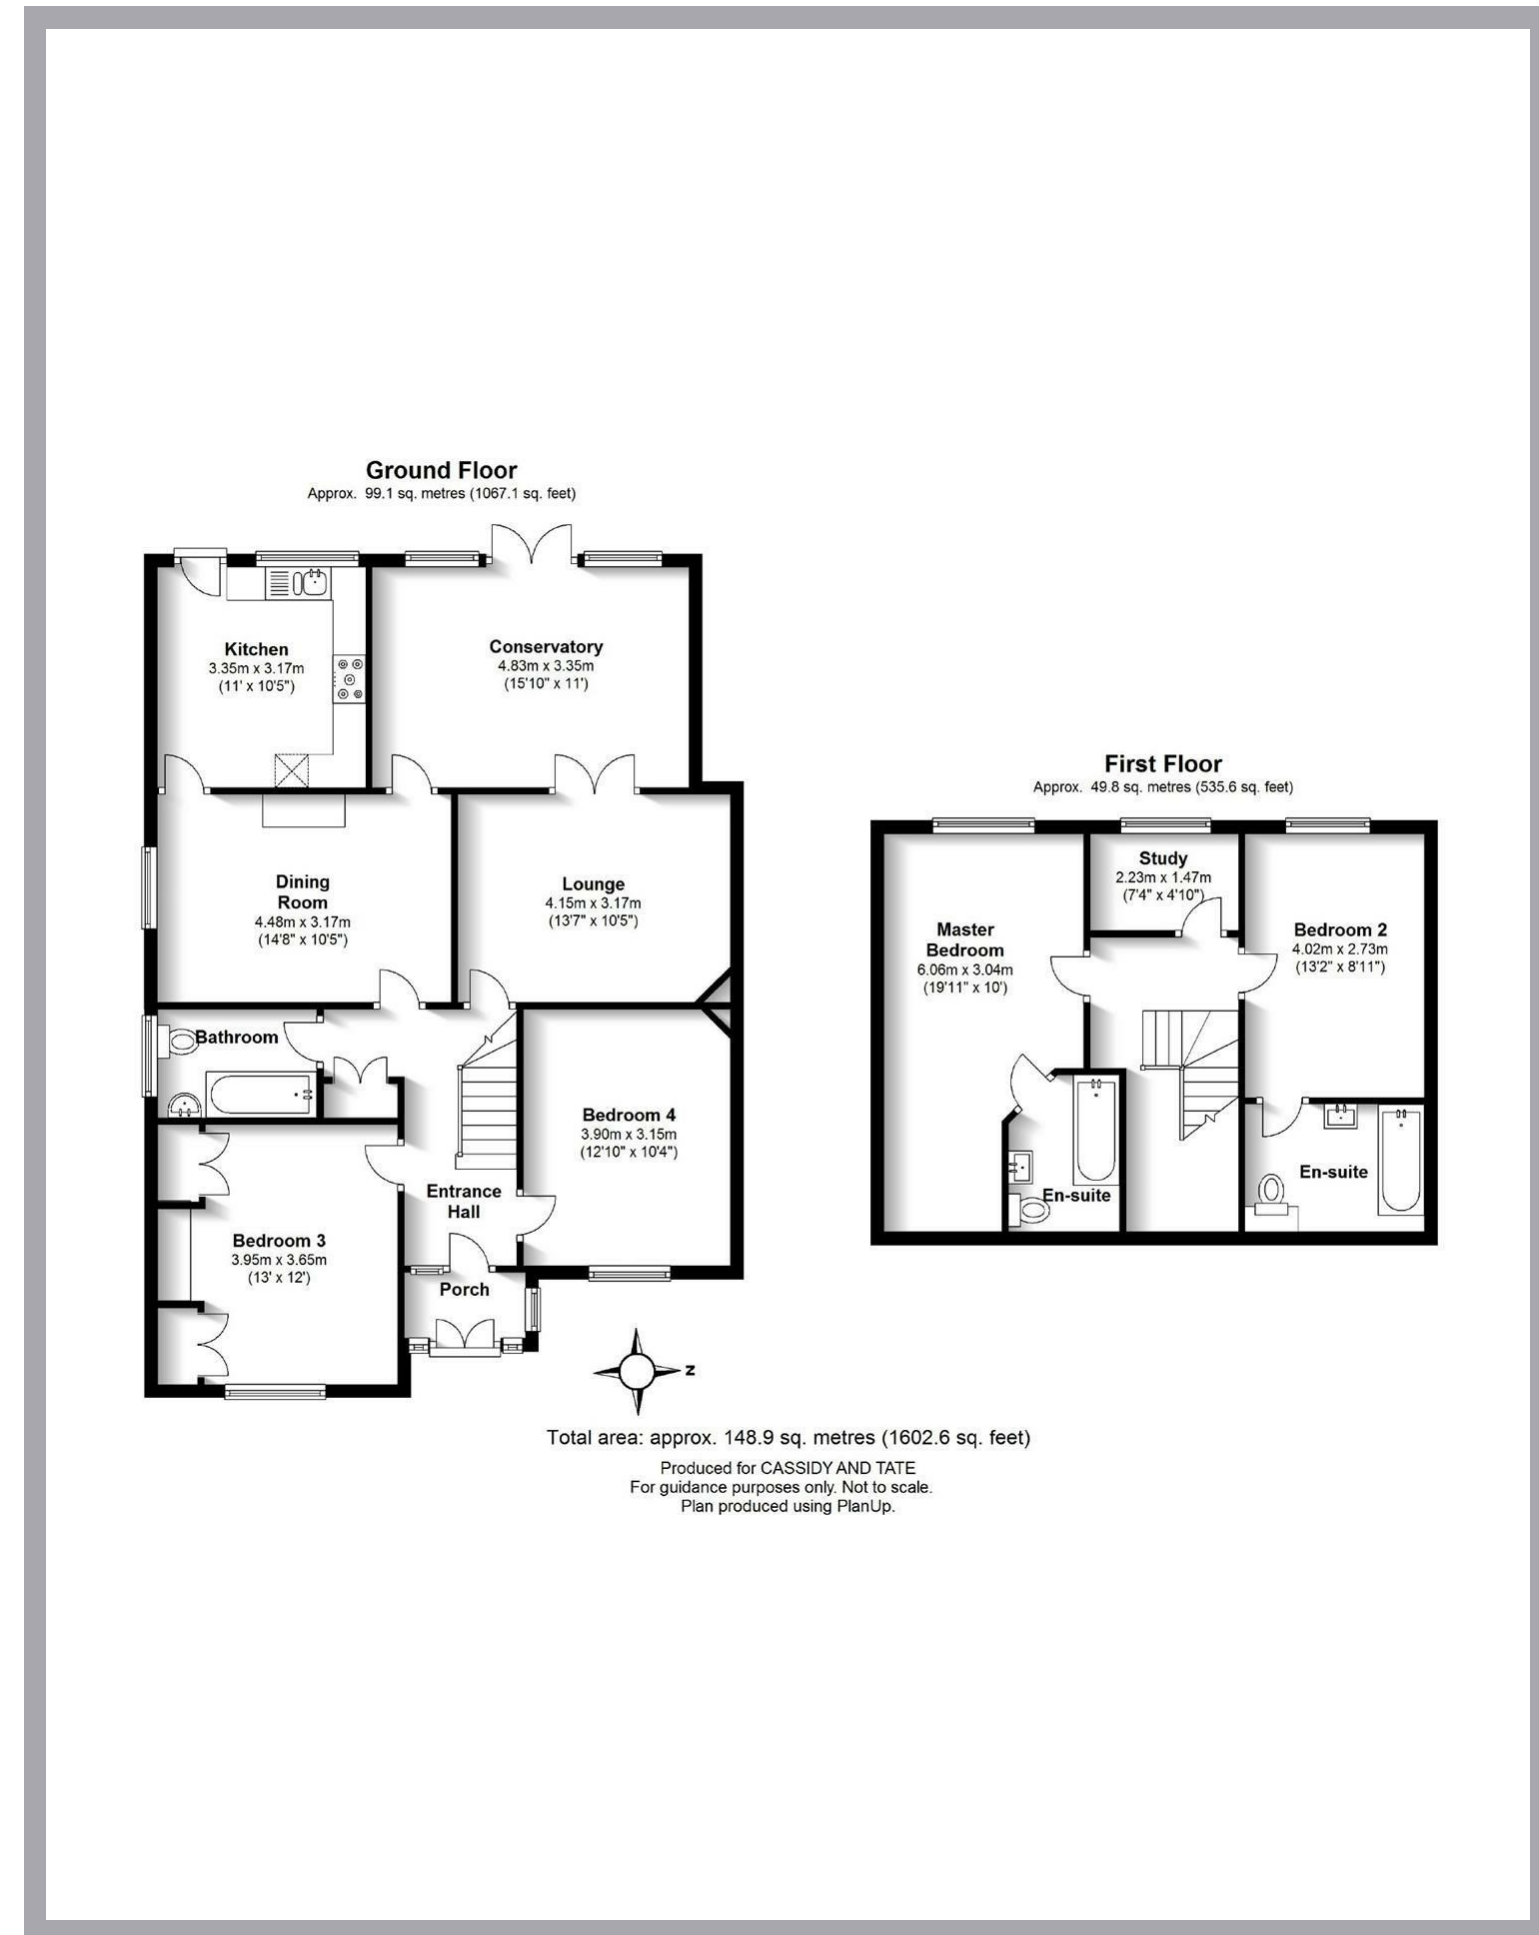 Ground Floor
Approx. 99.1 sq. metres (1067.1 sq. feet)
Kitchen
3.35m x 3.17m
(11' x 10'5")
Conservatory
4.83m x 3.35m
(15'10" x 11')
Dining
Room
4.48m x 3.17m
(14'8" x 10'5")
Lounge
4.15m x 3.17m
(13'7" x 10'5")
Bathroom
Bedroom 4
3.90m x 3.15m
(12'10" x 10'4")
Entrance
Hall
Bedroom 3
3.95m x 3.65m
(13' x 12')
Porch
First Floor
Approx. 49.8 sq. metres (535.6 sq. feet)
Study
2.23m x 1.47m
(7'4" x 4'10")
Master
Bedroom
6.06m x 3.04m
(19'11" x 10')
Bedroom 2
4.02m x 2.73m
(13'2" x 8'11")
En-suite
En-suite
N
Total area: approx. 148.9 sq. metres (1602.6 sq. feet)
Produced for CASSIDY AND TATE
For guidance purposes only. Not to scale.
Plan produced using PlanUp.